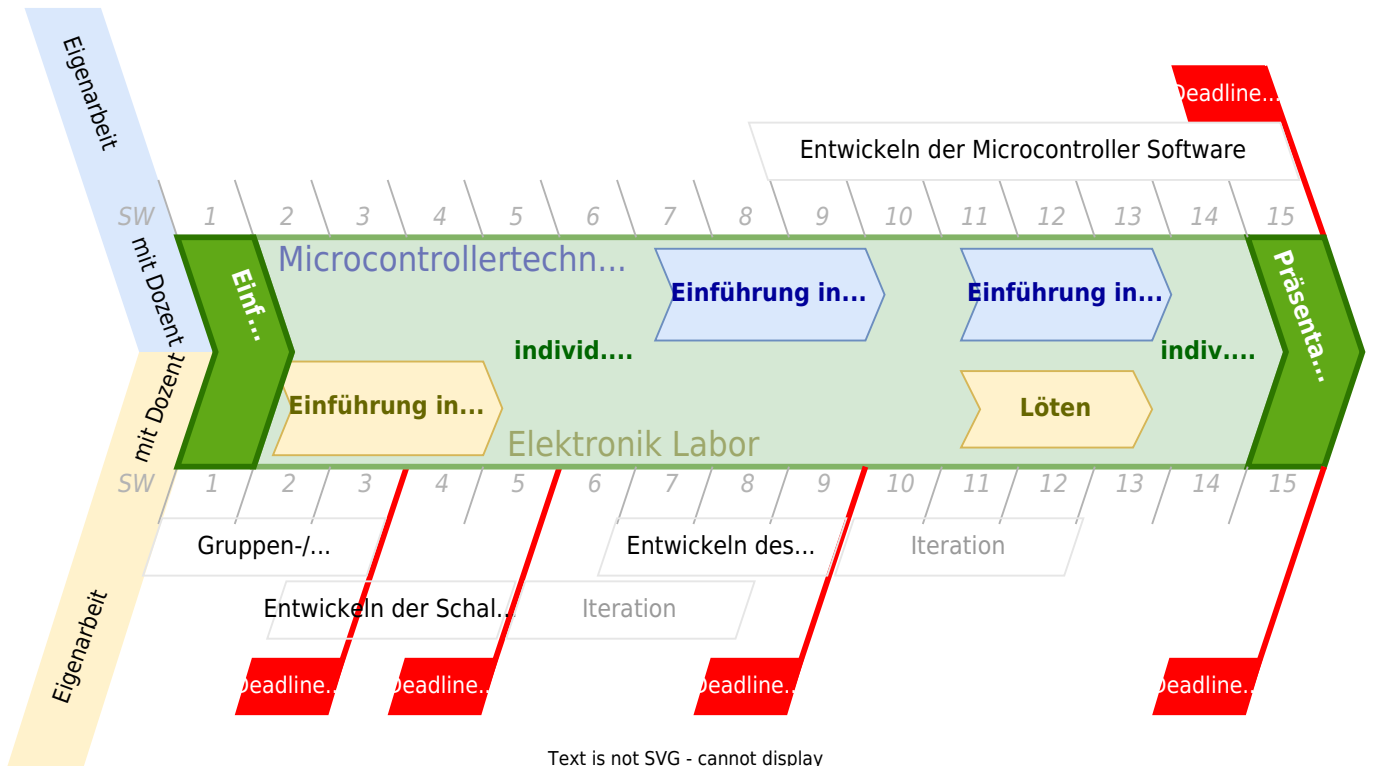 Eigenarbeit
Deadline...
Entwickeln der Microcontroller Software
SW 1 2 3 4 5 6 7 8 9 10 11 12 13 14 15
mit Dozent
Microcontrollertechn...
Einf...
Einführung in...
Einführung in...
Präsenta...
individ....
indiv....
mit Dozent
Einführung in...
Löten
Elektronik Labor
SW 1 2 3 4 5 6 7 8 9 10 11 12 13 14 15
Gruppen-/...
Entwickeln des...
Iteration
Eigenarbeit
Entwickeln der Schal...
Iteration
Deadline...
Deadline...
Deadline...
Deadline...
Text is not SVG - cannot display